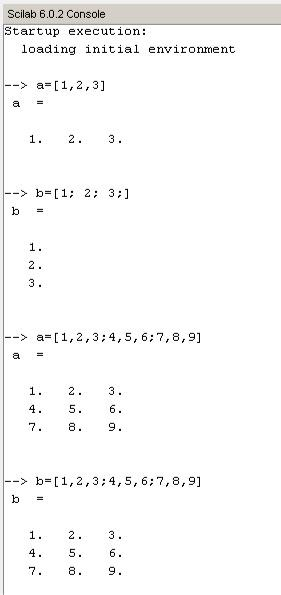 Scilab 6.0.2 Console
Startup execution:
  loading initial environment
--> a=[1,2,3]
 a  =
   1.   2.   3.
--> b=[1; 2; 3;]
 b  =
   1.
   2.
   3.
--> a=[1,2,3;4,5,6;7,8,9]
 a  =
   1.   2.   3.
   4.   5.   6.
   7.   8.   9.
--> b=[1,2,3;4,5,6;7,8,9]
 b  =
   1.   2.   3.
   4.   5.   6.
   7.   8.   9.